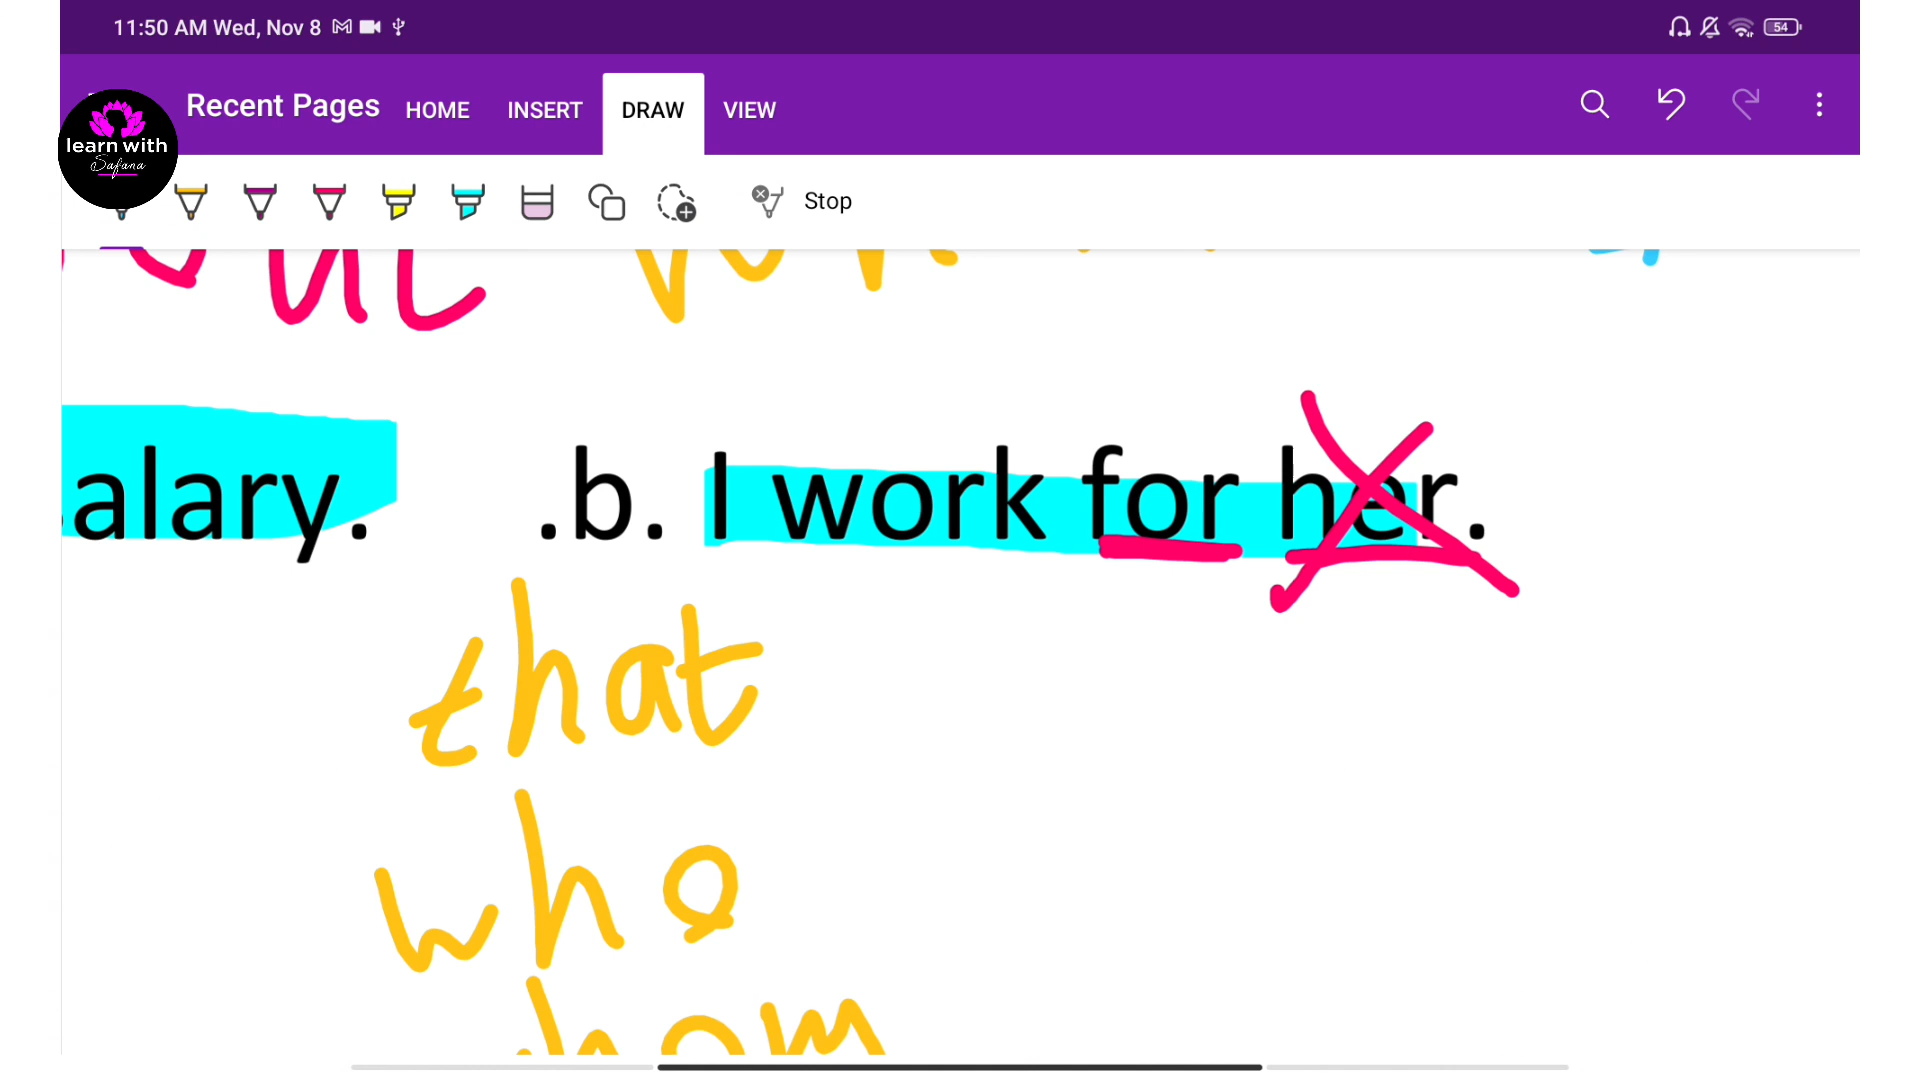 11:50 AM Wed, Nov 8
54
Recent Pages HOME INSERT DRAW VIEW
learn with
Safana
Stop
alary. .b. I work for her.
that
who